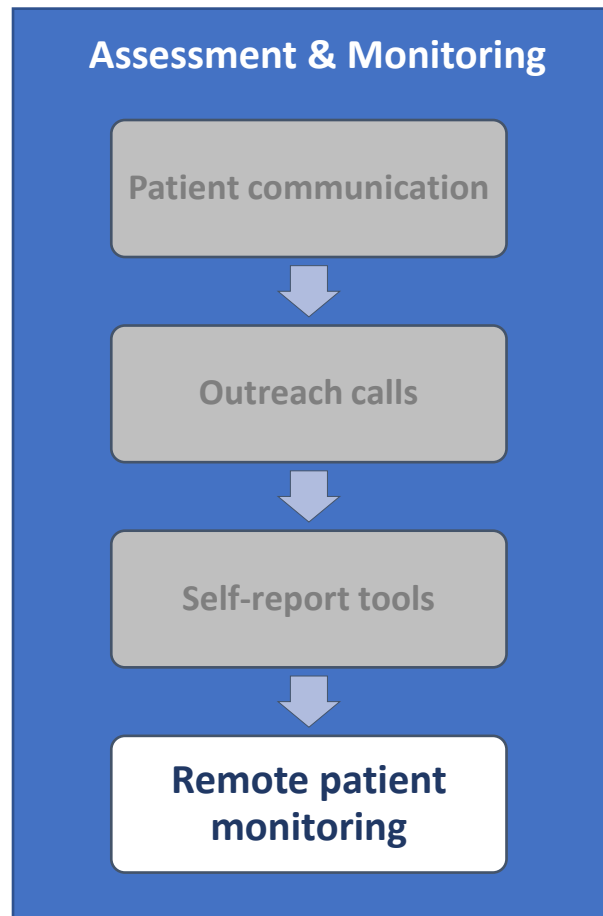 Assessment & Monitoring
Patient communication
Outreach calls
Self-report tools
Remote patient
monitoring